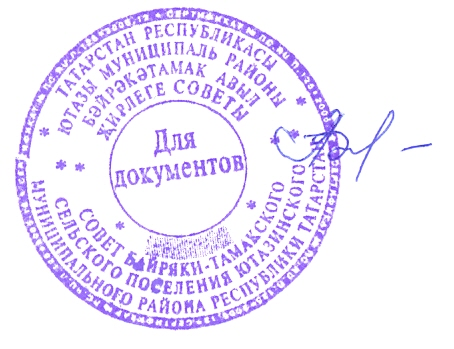 ТАТАРСТАН РЕСПУБЛИКАСЫ
ЮТАЗЫ МУНИЦИПАЛЬ РАЙОНЫ
БӘЙРӘКӘТАМАК АВЫЛ
ҖИРЛЕГЕ СОВЕТЫ
Для
документов
СОВЕТ БАЙРЯКИ-ТАМАКСКОГО
СЕЛЬСКОГО ПОСЕЛЕНИЯ ЮТАЗИНСКОГО
МУНИЦИПАЛЬНОГО РАЙОНА РЕСПУБЛИКИ ТАТАРСТАН